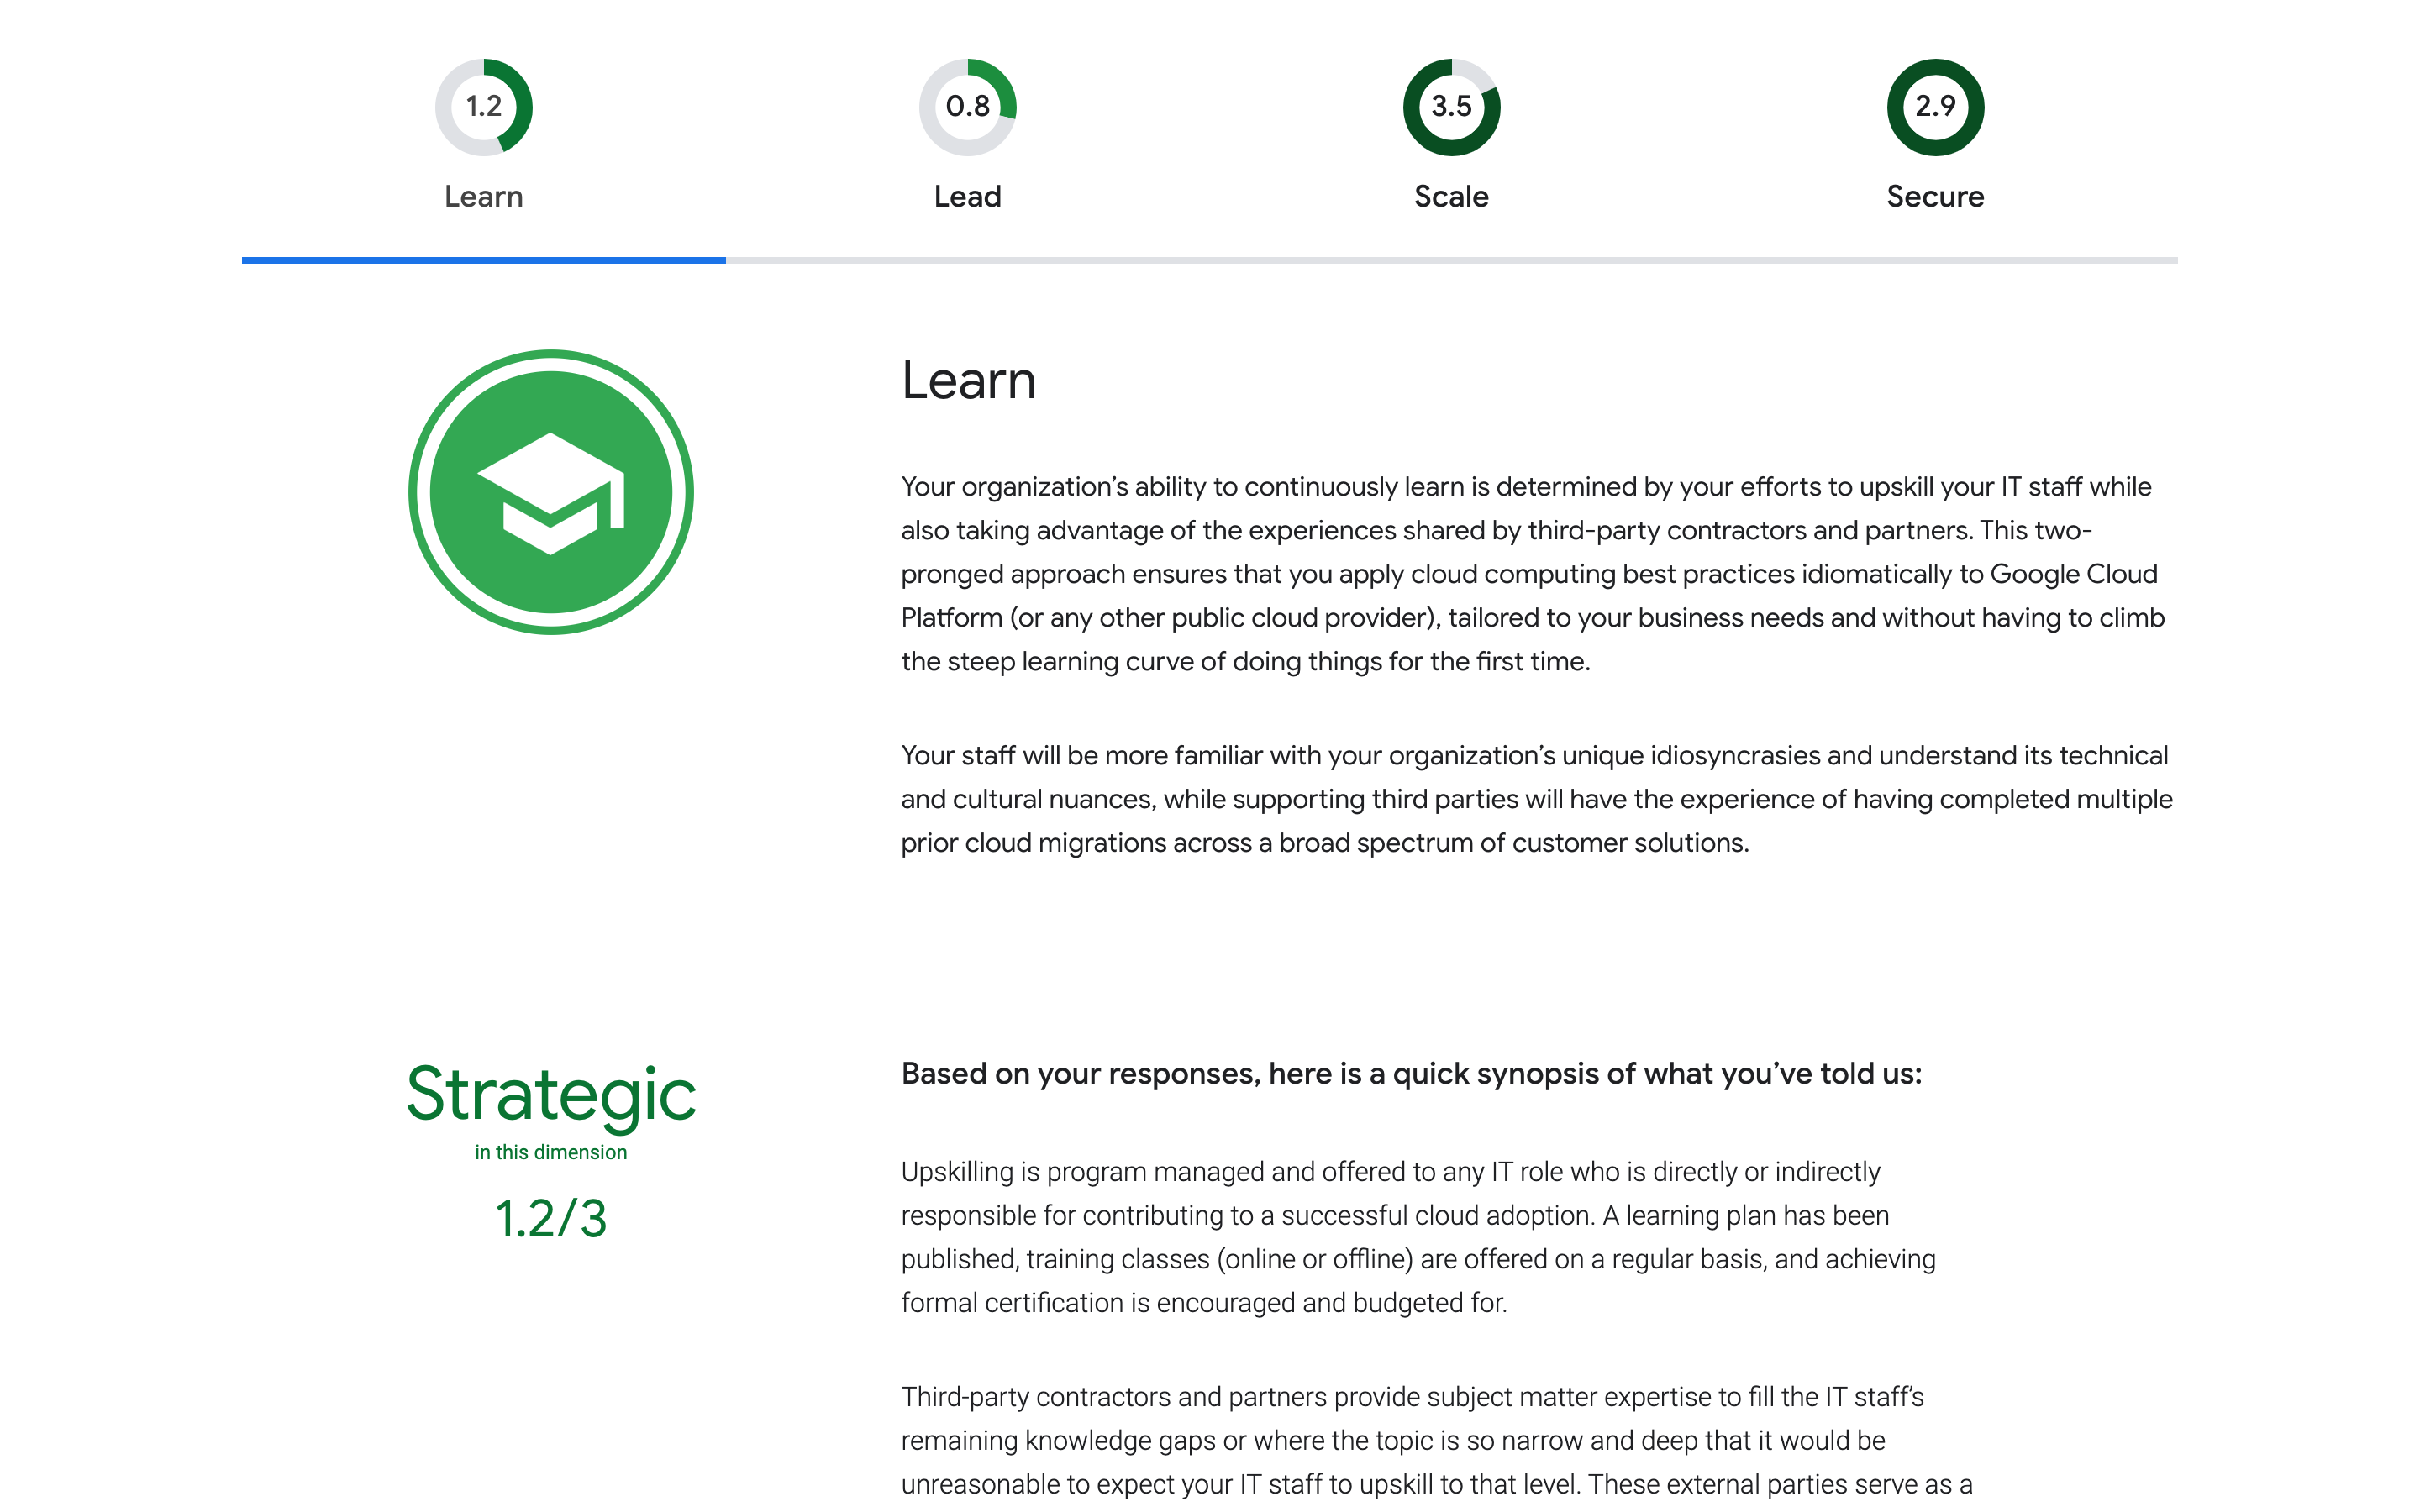 1.2
Learn
0.8
Lead
3.5
Scale
2.9
Secure
Learn
Your organization’s ability to continuously learn is determined by your efforts to upskill your IT staff while
also taking advantage of the experiences shared by third-party contractors and partners. This two-
pronged approach ensures that you apply cloud computing best practices idiomatically to Google Cloud
Platform (or any other public cloud provider), tailored to your business needs and without having to climb
the steep learning curve of doing things for the first time.
Your staff will be more familiar with your organization’s unique idiosyncrasies and understand its technical
and cultural nuances, while supporting third parties will have the experience of having completed multiple
prior cloud migrations across a broad spectrum of customer solutions.
Strategic
in this dimension
1.2/3
Based on your responses, here is a quick synopsis of what you’ve told us:
Upskilling is program managed and offered to any IT role who is directly or indirectly
responsible for contributing to a successful cloud adoption. A learning plan has been
published, training classes (online or offline) are offered on a regular basis, and achieving
formal certification is encouraged and budgeted for.
Third-party contractors and partners provide subject matter expertise to fill the IT staff’s
remaining knowledge gaps or where the topic is so narrow and deep that it would be
unreasonable to expect your IT staff to upskill to that level. These external parties serve as a